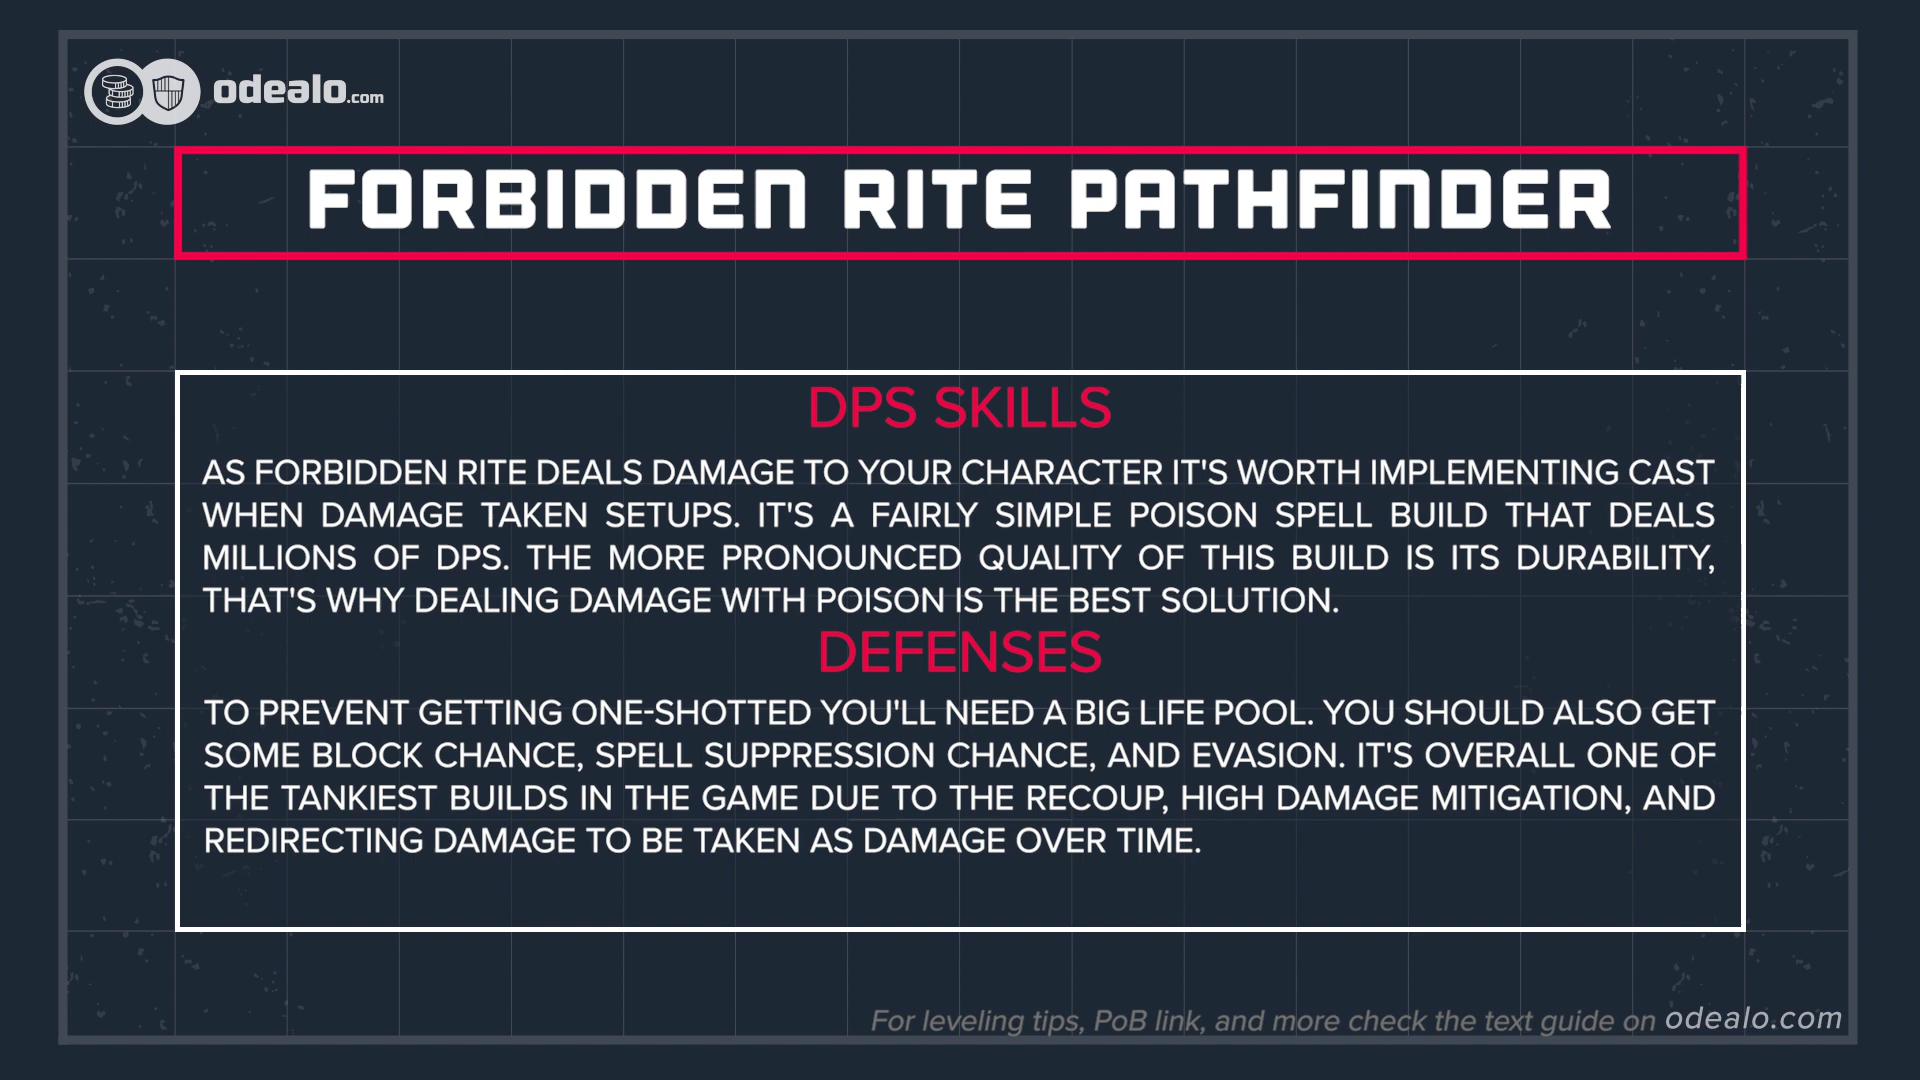 odealo.com
FORBIDDEN RITE PATHFINDER
DPS SKILLS
AS FORBIDDEN RITE DEALS DAMAGE TO YOUR CHARACTER IT'S WORTH IMPLEMENTING CAST
WHEN DAMAGE TAKEN SETUPS. IT'S A FAIRLY SIMPLE POISON SPELL BUILD THAT DEALS
MILLIONS OF DPS. THE MORE PRONOUNCED QUALITY OF THIS BUILD IS ITS DURABILITY,
THAT'S WHY DEALING DAMAGE WITH POISON IS THE BEST SOLUTION.
DEFENSES
TO PREVENT GETTING ONE-SHOTTED YOU'LL NEED A BIG LIFE POOL. YOU SHOULD ALSO GET
SOME BLOCK CHANCE, SPELL SUPPRESSION CHANCE, AND EVASION. IT'S OVERALL ONE OF
THE TANKIEST BUILDS IN THE GAME DUE TO THE RECOUP, HIGH DAMAGE MITIGATION, AND
REDIRECTING DAMAGE TO BE TAKEN AS DAMAGE OVER TIME.
For leveling tips, PoB link, and more check the text guide on odealo.com